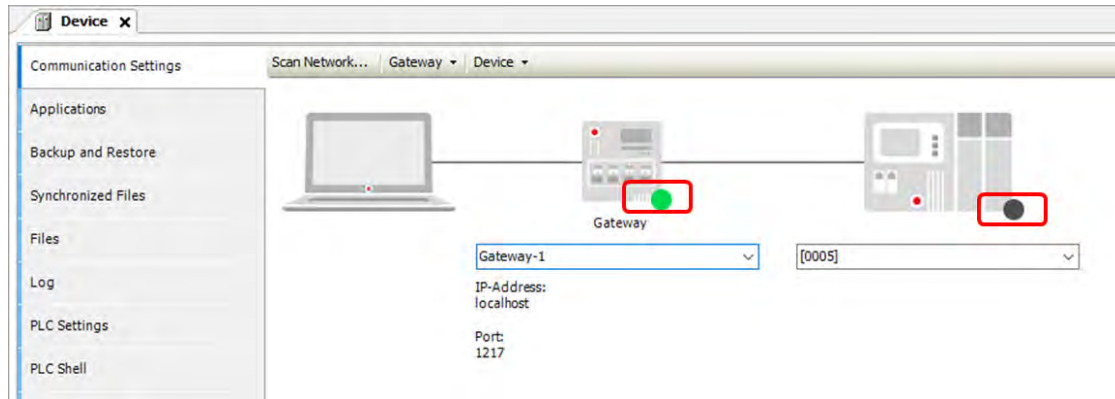 Device
Communication Settings
Scan Network... Gateway Device
Applications
Backup and Restore
Synchronized Files
Files
Log
PLC Settings
PLC Shell
Gateway
Gateway-1
[0005]
IP-Address:
localhost
Port:
1217